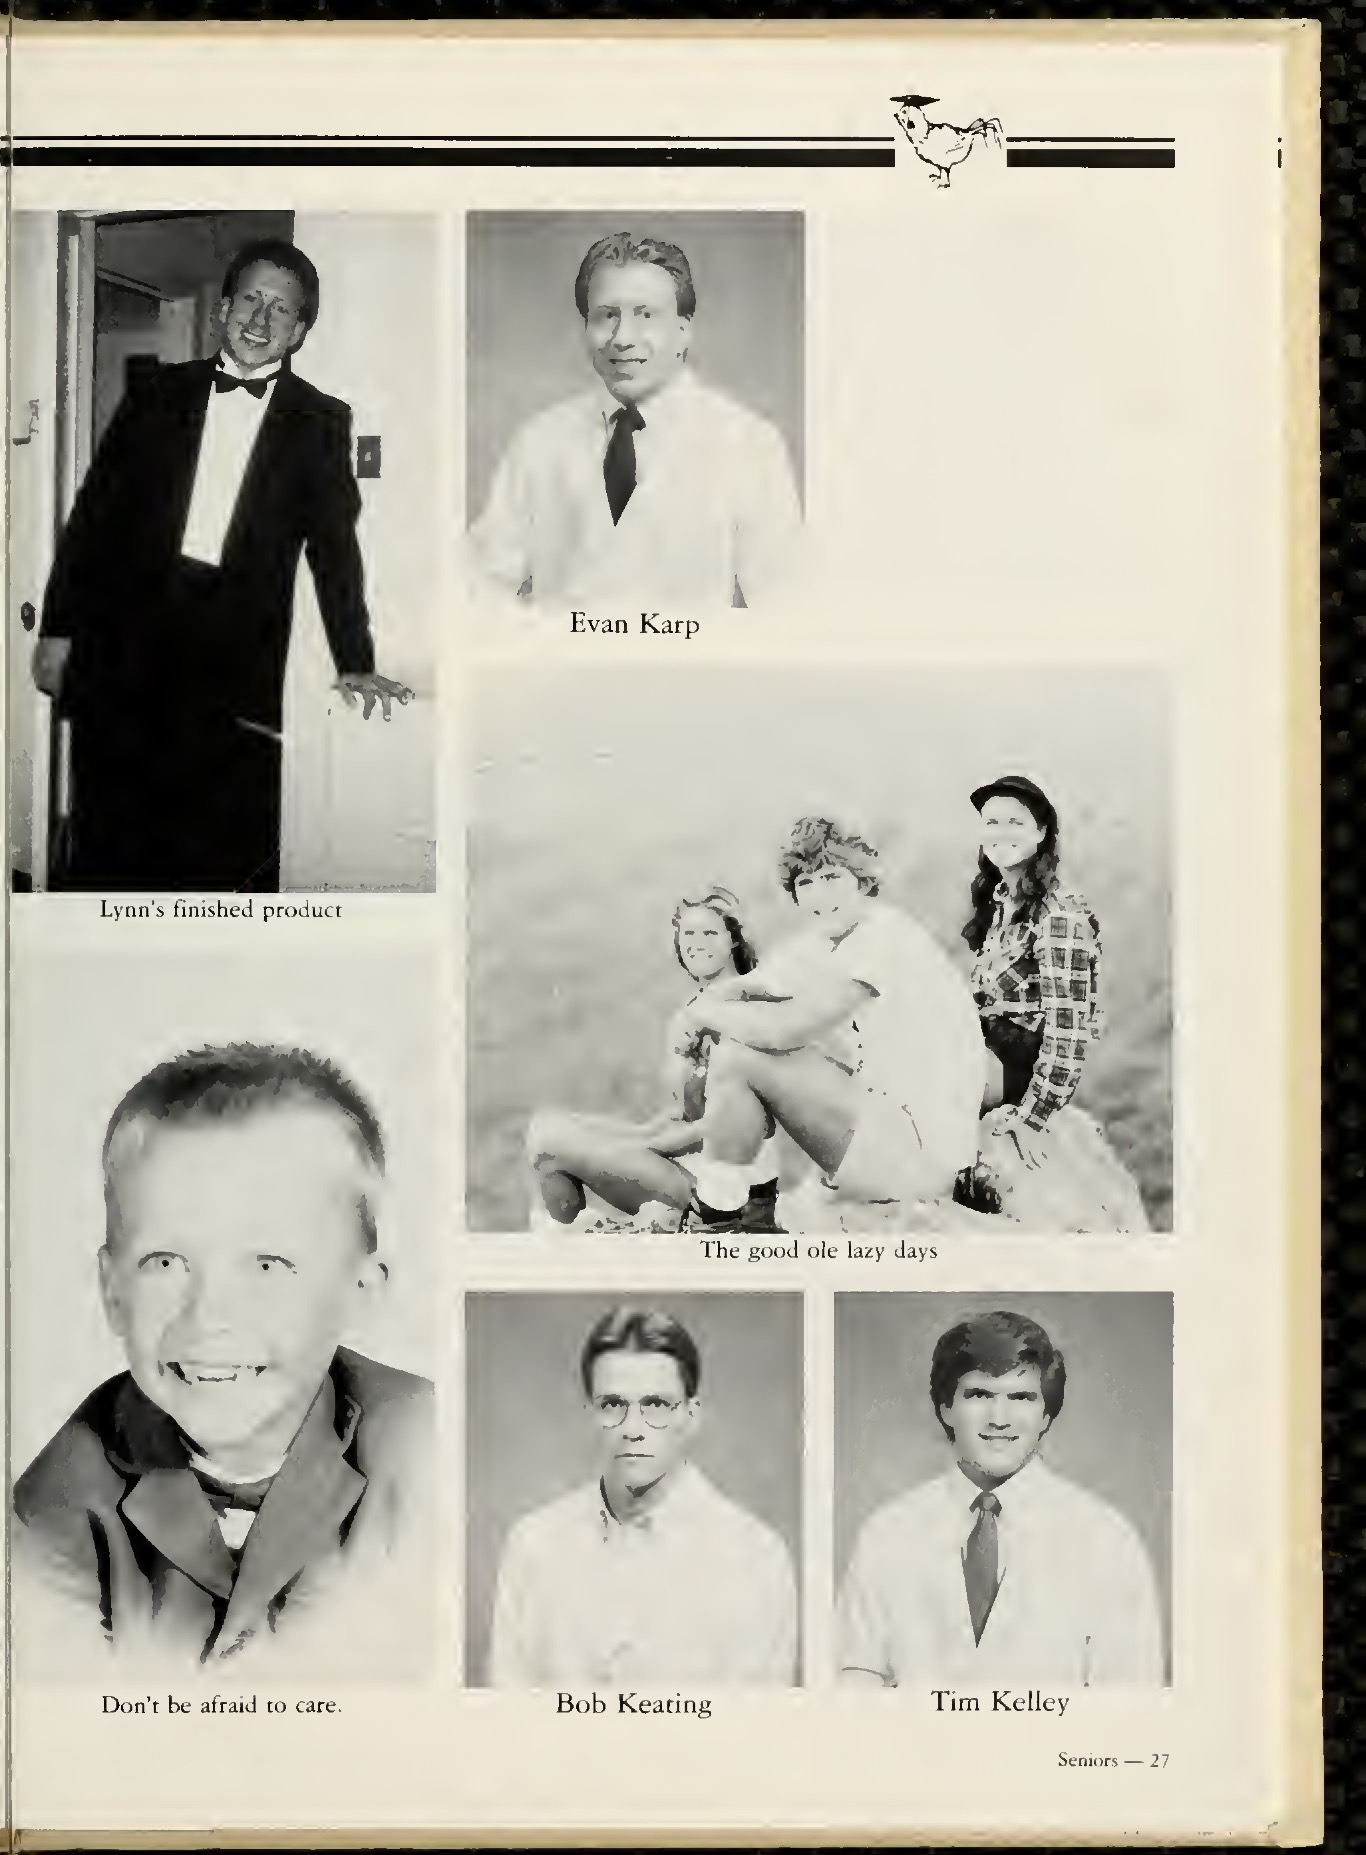 Evan Karp
Lynn's finished product
The good ole lazy days
Don't be afraid to care.
Bob Keating
Tim Kelley
Seniors — 27